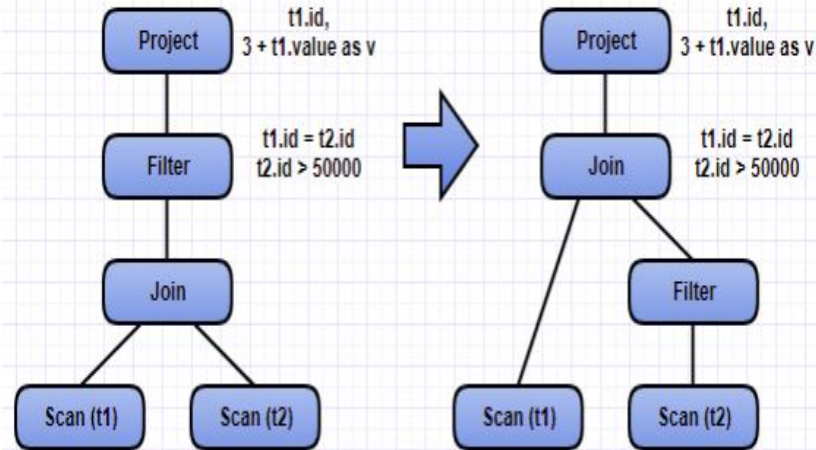 Project
t1.id,
3 + t1.value as v
Filter
t1.id = t2.id
t2.id > 50000
Join
Scan (t1)
Scan (t2)
Project
t1.id,
3 + t1.value as v
Join
t1.id = t2.id
t2.id > 50000
Filter
Scan (t1)
Scan (t2)